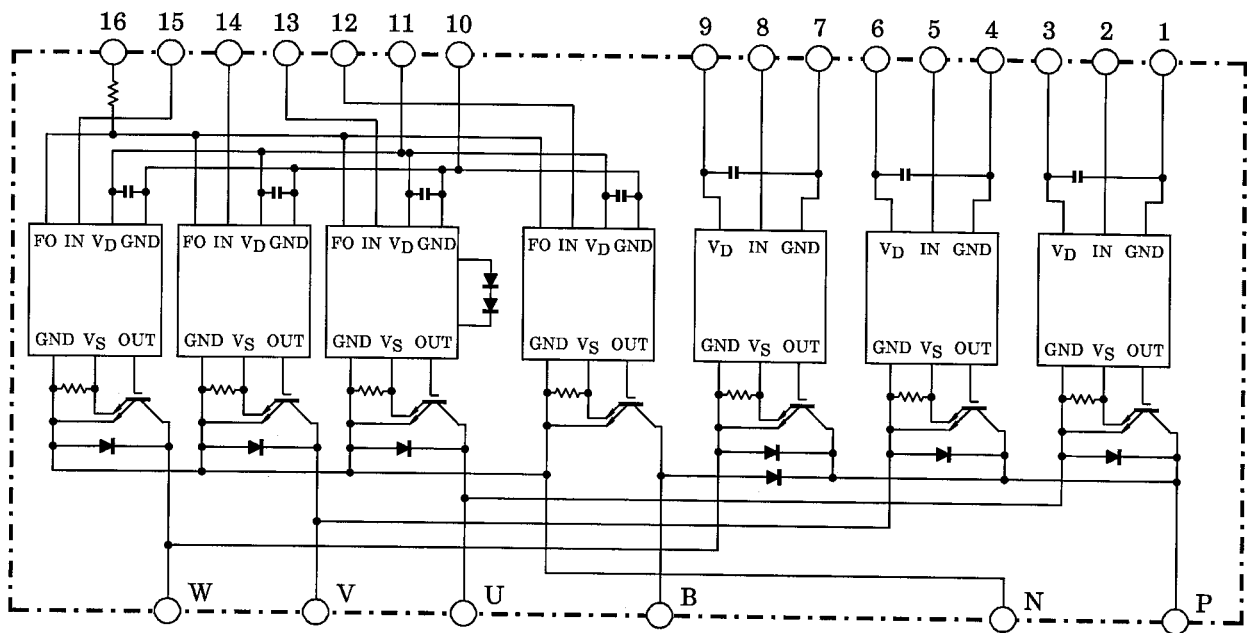 16 15 14 13 12 11 10 9 8 7 6 5 4 3 2 1
FO IN VD GND FO IN VD GND FO IN VD GND FO IN VD GND VD IN GND VD IN GND VD IN GND
GND VS OUT GND VS OUT GND VS OUT GND VS OUT GND VS OUT GND VS OUT GND VS OUT
W V U B N P